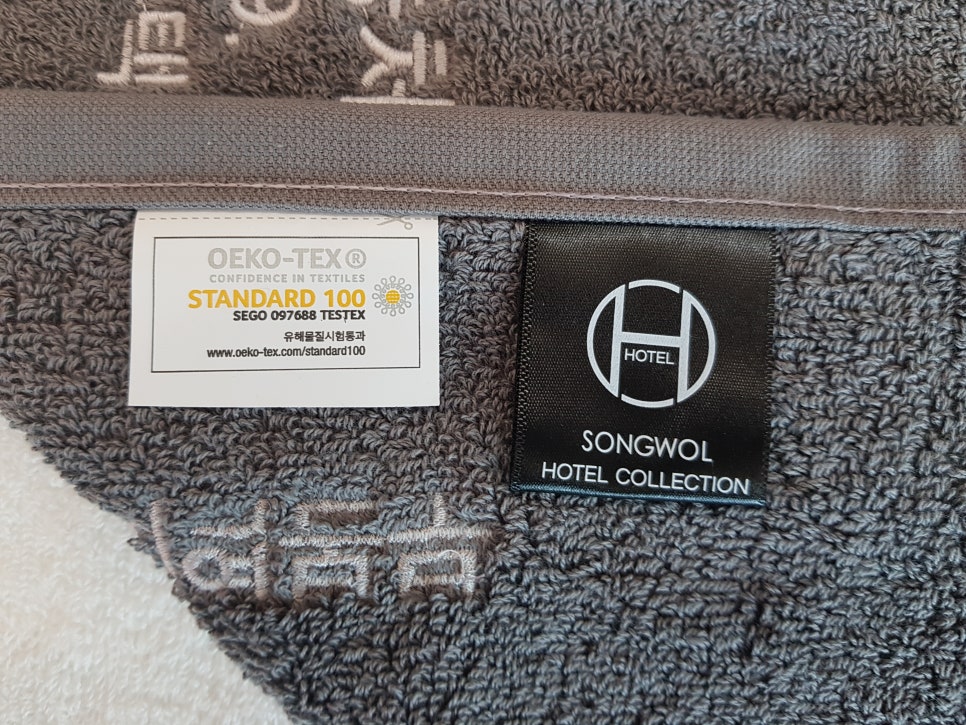 OEKO-TEX®
CONFIDENCE IN TEXTILES
STANDARD 100
SEGO 097688 TESTEX
유해물질시험통과
www.oeko-tex.com/standard100
H
HOTEL
SONGWOL
HOTEL COLLECTION